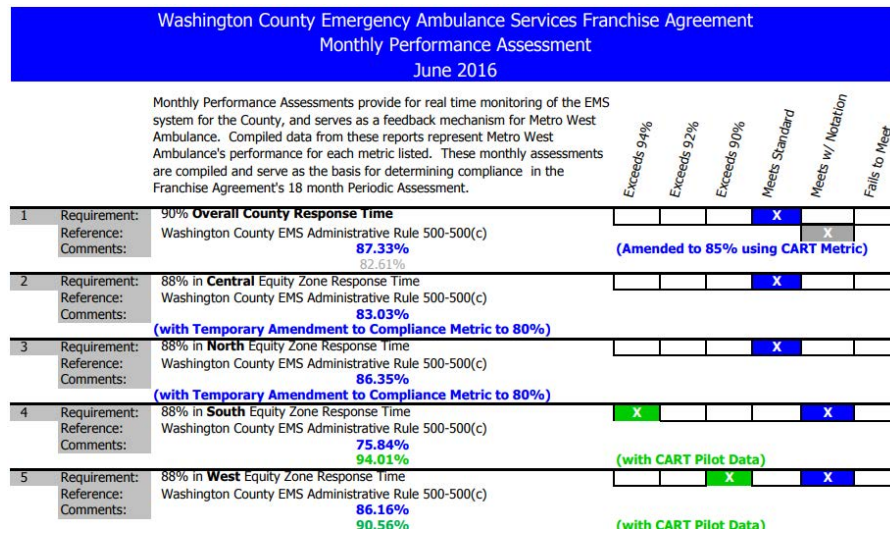 Washington County Emergency Ambulance Services Franchise Agreement
Monthly Performance Assessment
June 2016
Monthly Performance Assessments provide for real time monitoring of the EMS
system for the County, and serves as a feedback mechanism for Metro West
Ambulance. Compiled data from these reports represent Metro West
Ambulance's performance for each metric listed. These monthly assessments
are compiled and serve as the basis for determining compliance in the
Franchise Agreement's 18 month Periodic Assessment.
Exceeds 94%
Exceeds 92%
Exceeds 90%
Meets Standard
Meets w/ Notation
Fails to Meet
1 Requirement: 90% Overall County Response Time X
Reference: Washington County EMS Administrative Rule 500-500(c) X
Comments: 87.33% (Amended to 85% using CART Metric)
82.61%
2 Requirement: 88% in Central Equity Zone Response Time X
Reference: Washington County EMS Administrative Rule 500-500(c)
Comments: 83.03%
(with Temporary Amendment to Compliance Metric to 80%)
3 Requirement: 88% in North Equity Zone Response Time X
Reference: Washington County EMS Administrative Rule 500-500(c)
Comments: 86.35%
(with Temporary Amendment to Compliance Metric to 80%)
4 Requirement: 88% in South Equity Zone Response Time X X
Reference: Washington County EMS Administrative Rule 500-500(c)
Comments: 75.84%
94.01% (with CART Pilot Data)
5 Requirement: 88% in West Equity Zone Response Time X X
Reference: Washington County EMS Administrative Rule 500-500(c)
Comments: 86.16%
90.56% (with CART Pilot Data)